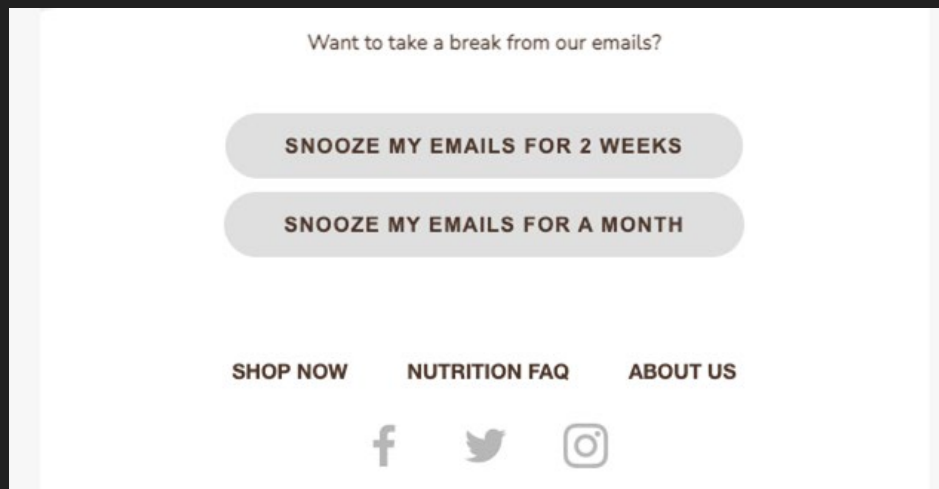 Want to take a break from our emails?
SNOOZE MY EMAILS FOR 2 WEEKS
SNOOZE MY EMAILS FOR A MONTH
SHOP NOW NUTRITION FAQ ABOUT US